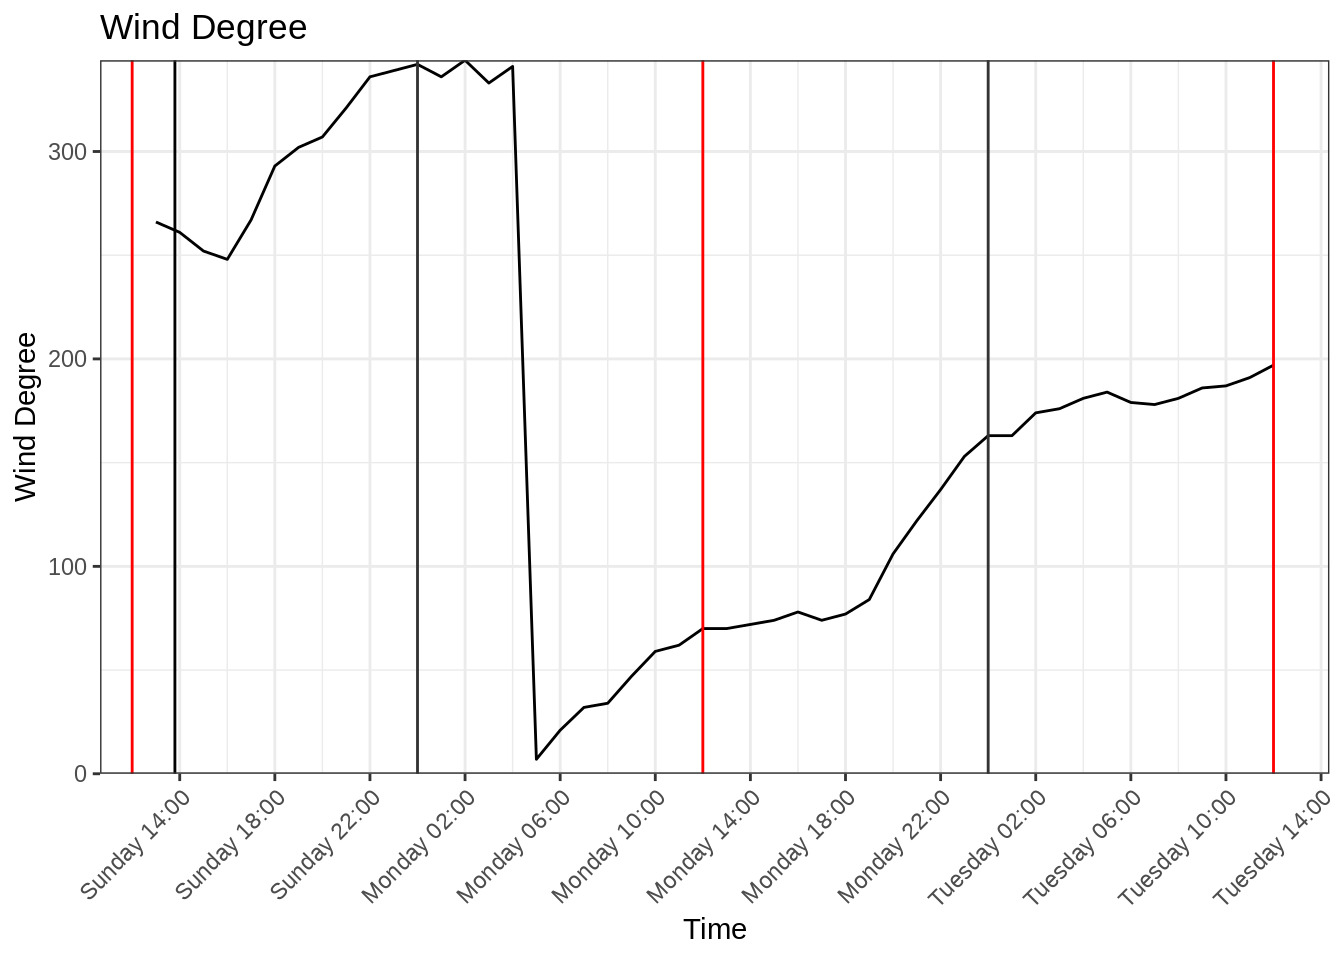 Wind Degree
Wind Degree
300
200
100
0
Sunday 14:00
Sunday 18:00
Sunday 22:00
Monday 02:00
Monday 06:00
Monday 10:00
Monday 14:00
Monday 18:00
Monday 22:00
Tuesday 02:00
Tuesday 06:00
Tuesday 10:00
Tuesday 14:00
Time